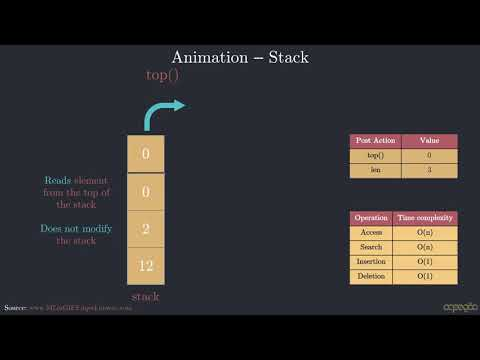 Animation – Stack
top()
0
0
2
12
stack
Reads element
from the top of
the stack
Does not modify
the stack
Post Action Value
top() 0
len 3
Operation Time complexity
Access O(n)
Search O(n)
Insertion O(1)
Deletion O(1)
Source: